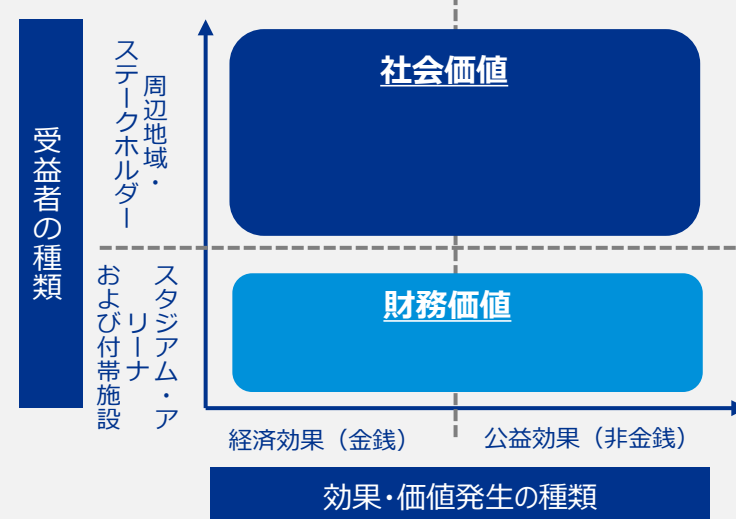 受益者の種類
周辺地域・
ステークホルダー
スタジアム・ア
リーナ
および付帯施設
社会価値
財務価値
経済効果（金銭）
公益効果（非金銭）
効果・価値発生の種類